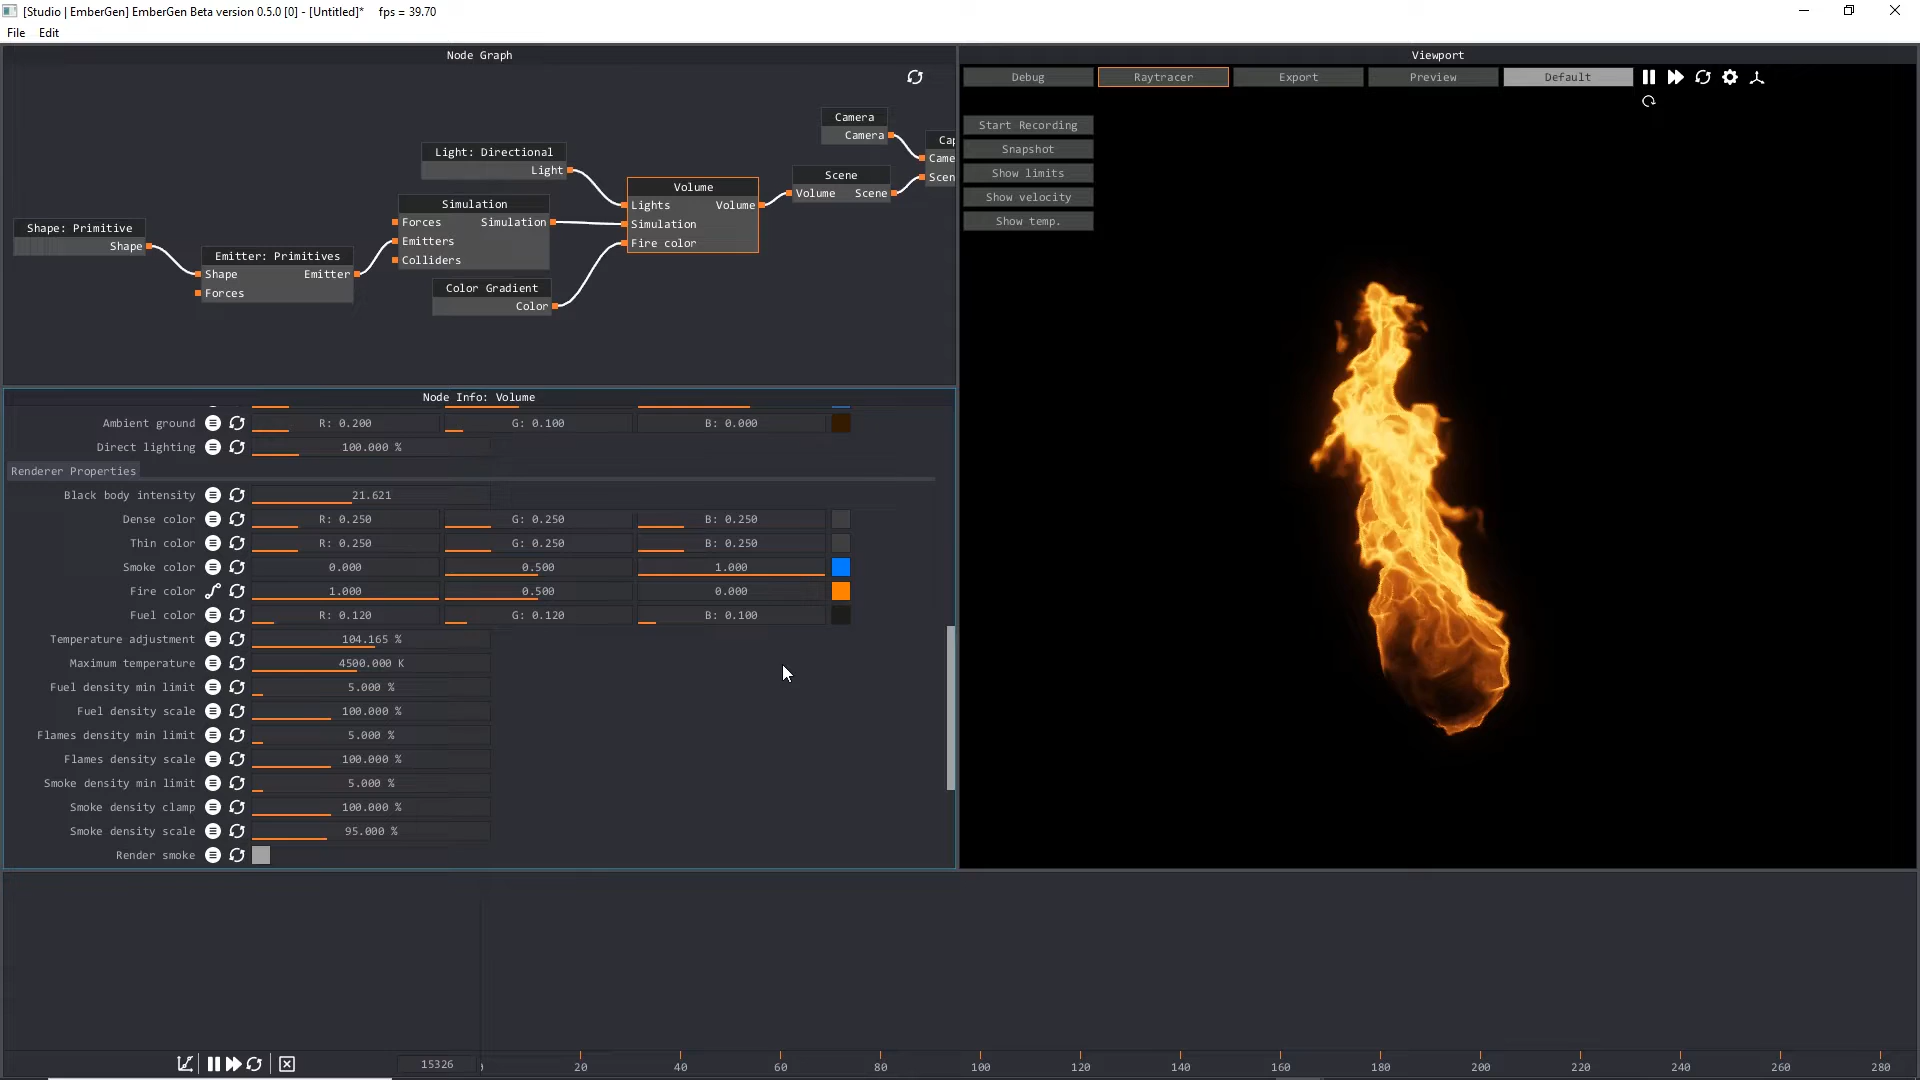 [Studio | EmberGen] EmberGen Beta version 0.5.0 [0] - [Untitled]* fps = 39.70
File Edit
Node Graph
Camera
Camera
Cap
Came
Scen
Light: Directional
Light
Scene
Volume Scene
Volume
Lights Volume
Simulation
Fire color
Simulation
Forces Simulation
Emitters
Colliders
Shape: Primitive
Shape
Emitter: Primitives
Shape Emitter
Forces
Color Gradient
Color
Node Info: Volume
Ambient ground R: 0.200 G: 0.100 B: 0.000
Direct lighting 100.000 %
Renderer Properties
Black body intensity 21.621
Dense color R: 0.250 G: 0.250 B: 0.250
Thin color R: 0.250 G: 0.250 B: 0.250
Smoke color 0.000 0.500 1.000
Fire color 1.000 0.500 0.000
Fuel color R: 0.120 G: 0.120 B: 0.100
Temperature adjustment 104.165 %
Maximum temperature 4500.000 K
Fuel density min limit 5.000 %
Fuel density scale 100.000 %
Flames density min limit 5.000 %
Flames density scale 100.000 %
Smoke density min limit 5.000 %
Smoke density clamp 100.000 %
Smoke density scale 95.000 %
Render smoke
Viewport
Debug Raytracer Export Preview Default
Start Recording
Snapshot
Show limits
Show velocity
Show temp.
15326 20 40 60 80 100 120 140 160 180 200 220 240 260 280